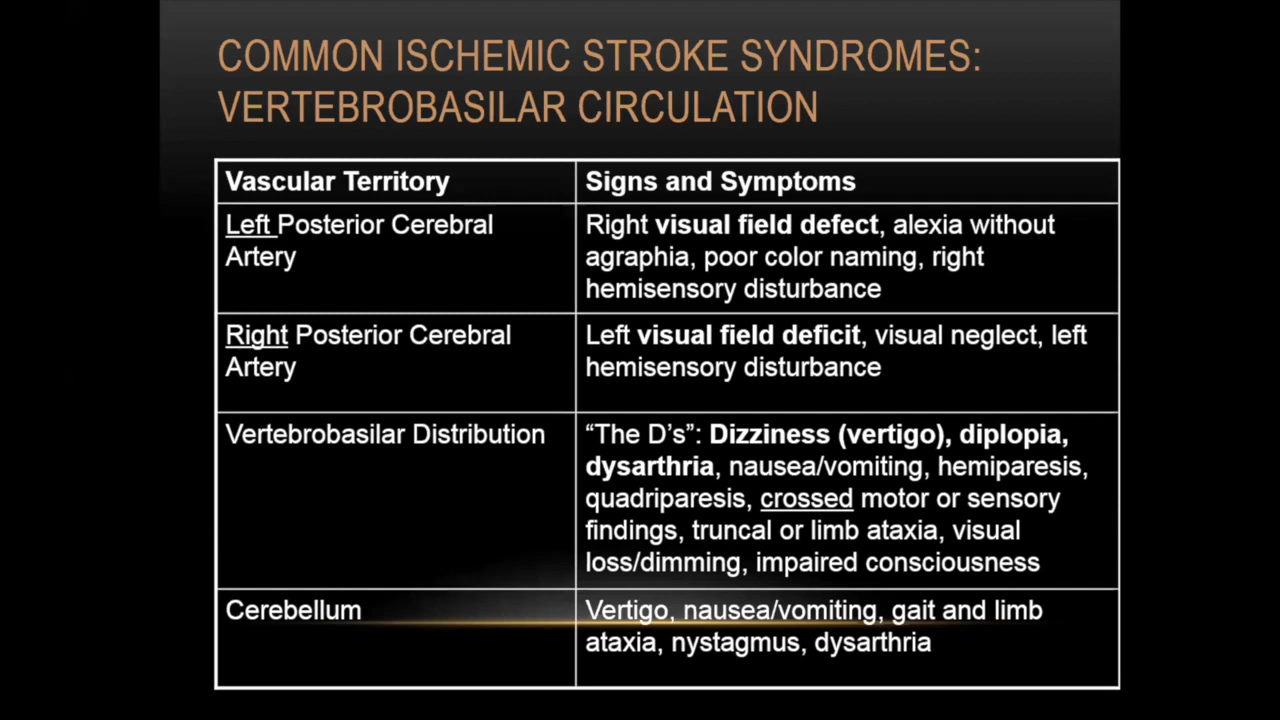 COMMON ISCHEMIC STROKE SYNDROMES:
VERTEBROBASILAR CIRCULATION
Vascular Territory
Signs and Symptoms
Left Posterior Cerebral
Artery
Right visual field defect, alexia without
agraphia, poor color naming, right
hemisensory disturbance
Right Posterior Cerebral
Artery
Left visual field deficit, visual neglect, left
hemisensory disturbance
Vertebrobasilar Distribution
“The D’s”: Dizziness (vertigo), diplopia,
dysarthria, nausea/vomiting, hemiparesis,
quadriparesis, crossed motor or sensory
findings, truncal or limb ataxia, visual
loss/dimming, impaired consciousness
Cerebellum
Vertigo, nausea/vomiting, gait and limb
ataxia, nystagmus, dysarthria